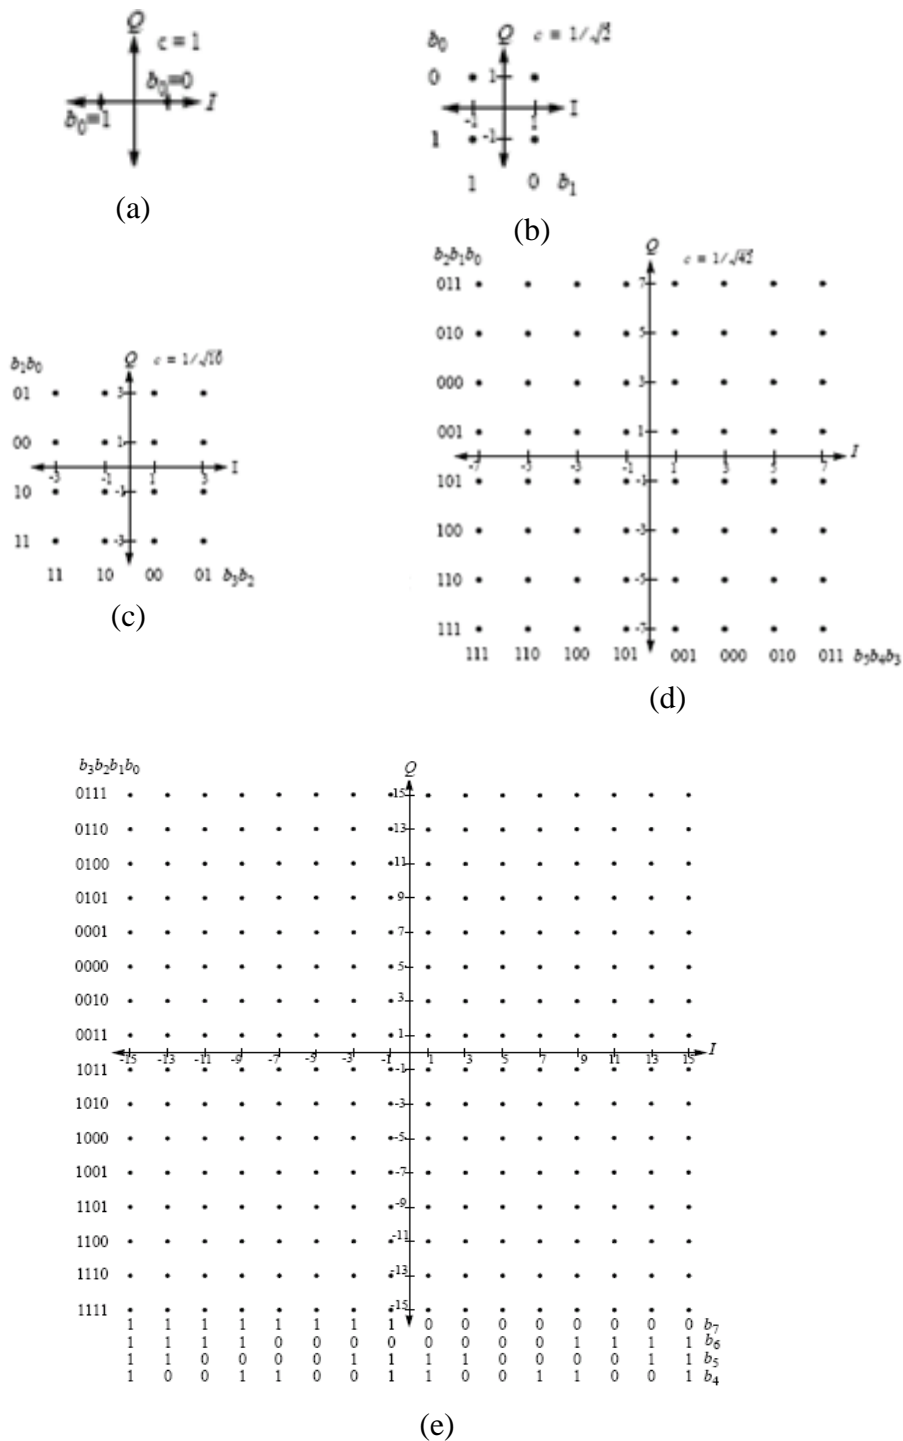 Q
c = 1
b₀=0
I
b₀=1
(a)
b₀ Q c = 1/√2
0 1
-1 1 I
1 -1
1 0 b₁
(b)
b₁b₀ Q c = 1/√10
01 3
00 1
-3 -1 1 3 I
10 -1
11 -3
11 10 00 01 b₃b₂
(c)
b₂b₁b₀ Q c = 1/√42
011 7
010 5
000 3
001 1
-7 -5 -3 -1 1 3 5 7 I
101 -1
100 -3
110 -5
111 -7
111 110 100 101 001 000 010 011 b₅b₄b₃
(d)
b₃b₂b₁b₀ Q
0111 15
0110 13
0100 11
0101 9
0001 7
0000 5
0010 3
0011 1
-15 -13 -11 -9 -7 -5 -3 -1 1 3 5 7 9 11 13 15 I
1011 -1
1010 -3
1000 -5
1001 -7
1101 -9
1100 -11
1110 -13
1111 -15
1 1 1 1 1 1 1 1 0 0 0 0 0 0 0 0 b₇
1 1 1 1 0 0 0 0 0 0 0 0 1 1 1 1 b₆
1 1 0 0 0 0 1 1 1 1 0 0 0 0 1 1 b₅
1 0 0 1 1 0 0 1 1 0 0 1 1 0 0 1 b₄
(e)